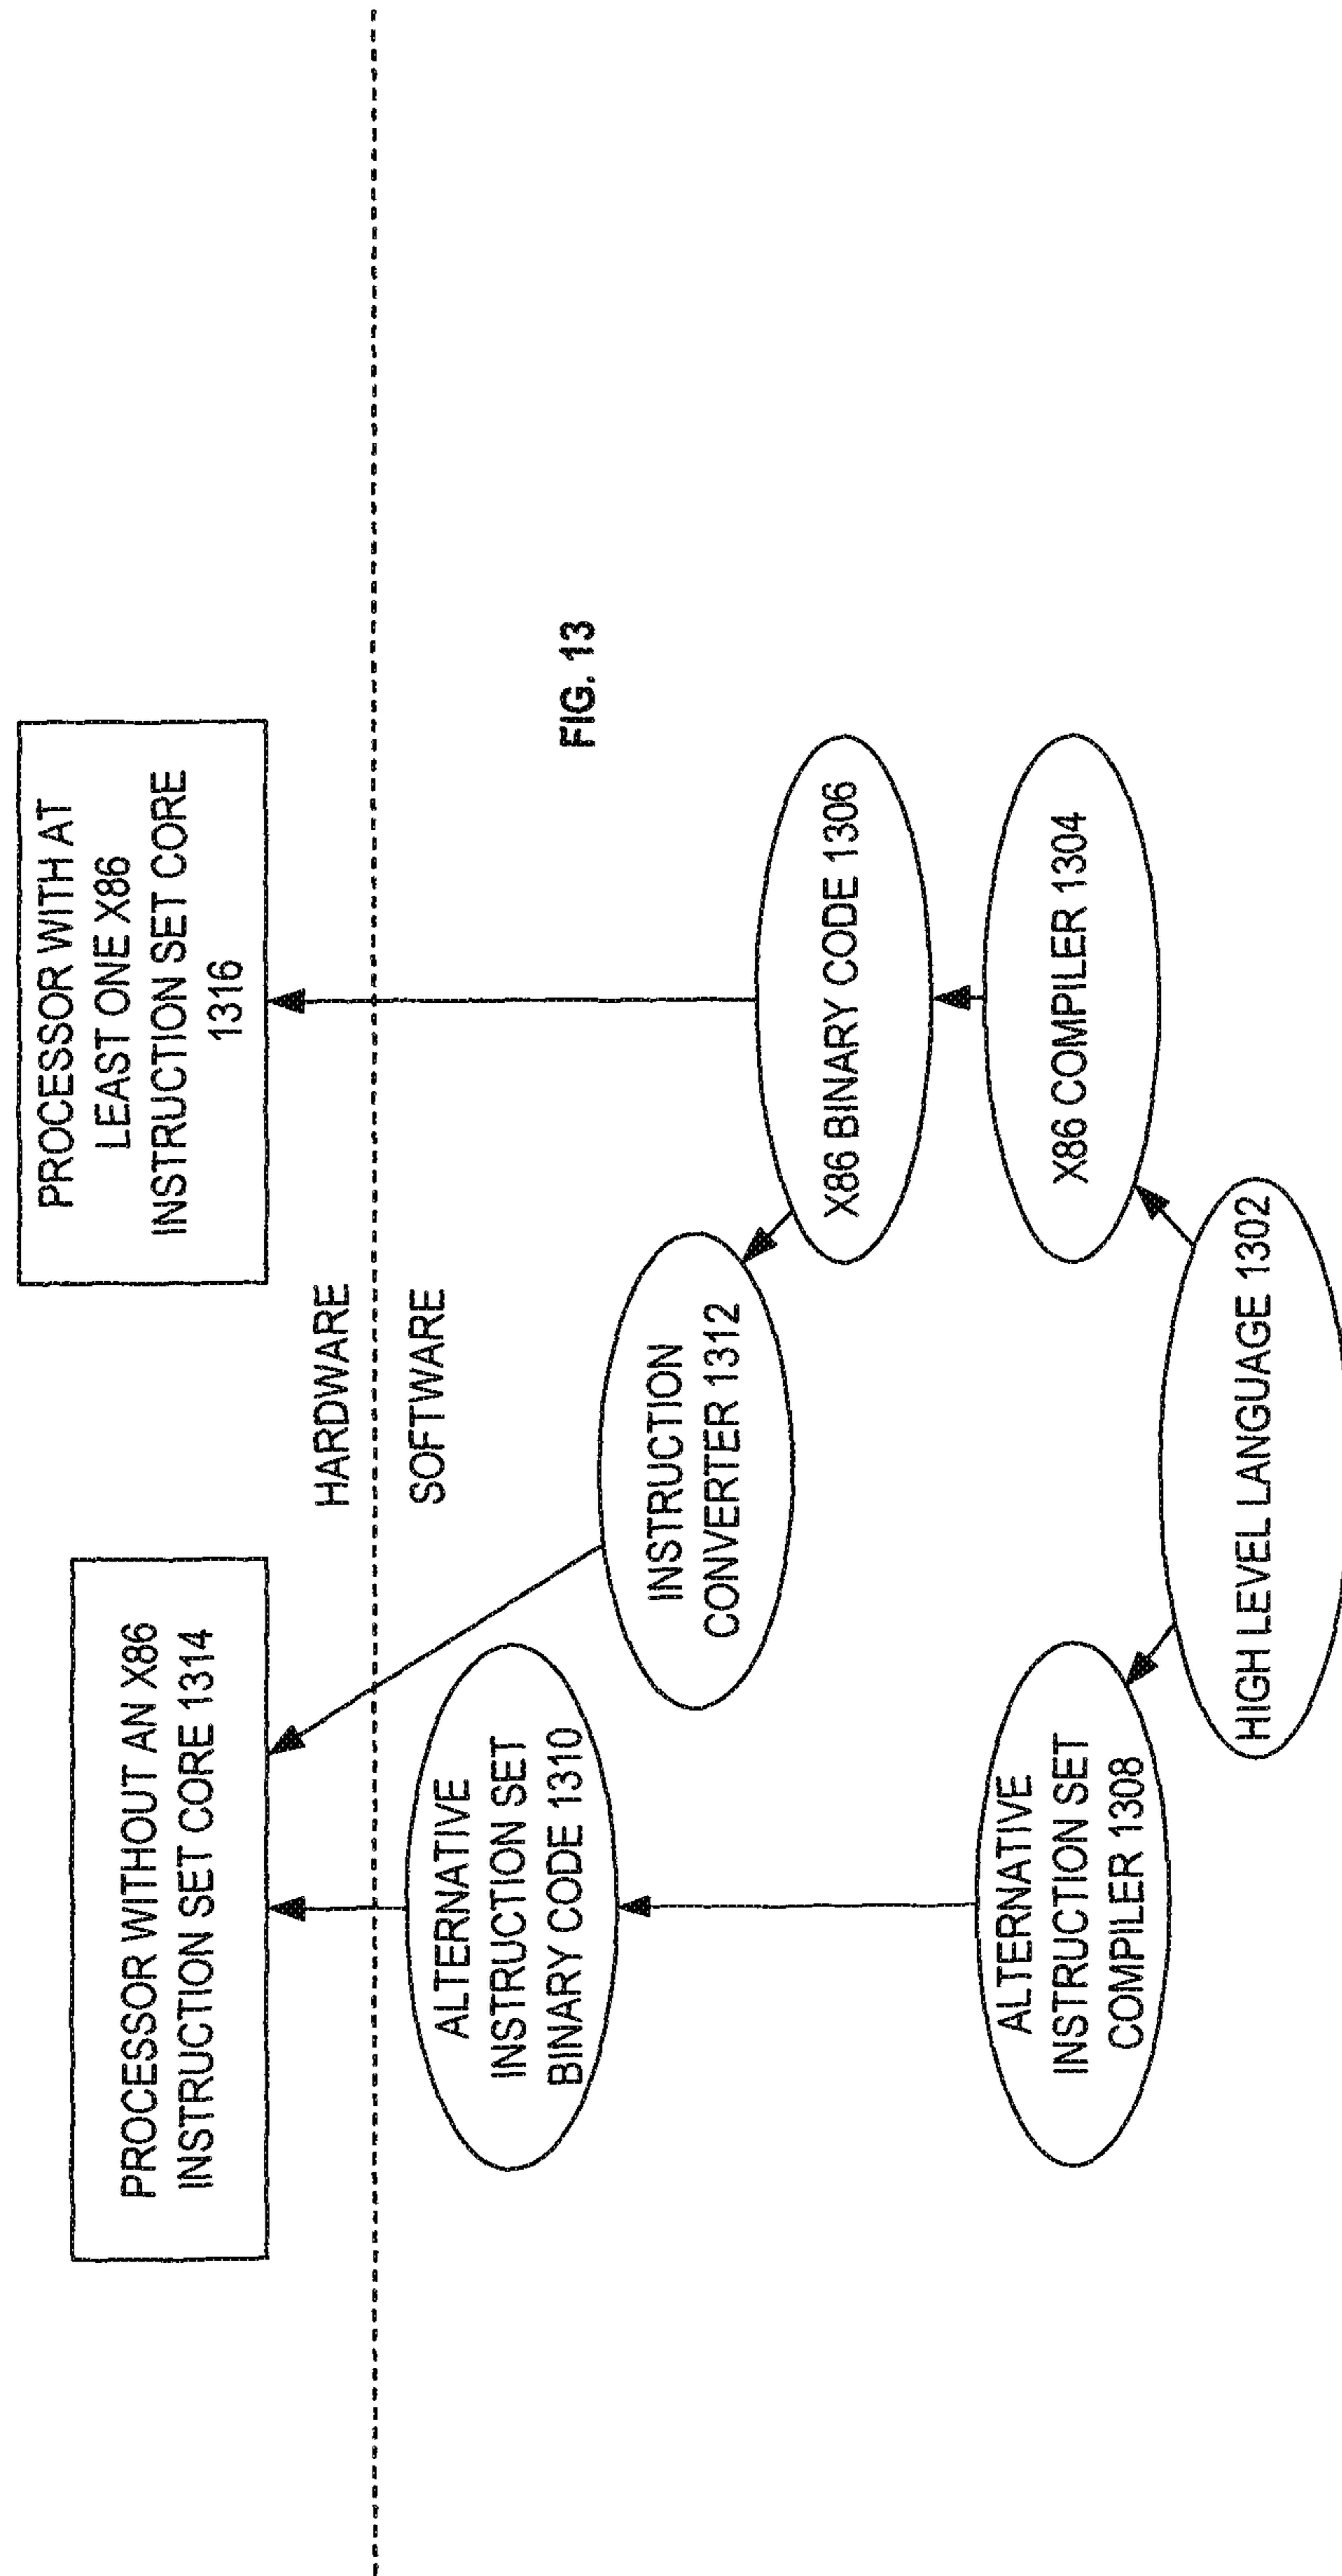 PROCESSOR WITHOUT AN X86
INSTRUCTION SET CORE 1314
PROCESSOR WITH AT
LEAST ONE X86
INSTRUCTION SET CORE
1316
HARDWARE
SOFTWARE
ALTERNATIVE
INSTRUCTION SET
BINARY CODE 1310
INSTRUCTION
CONVERTER 1312
FIG. 13
X86 BINARY CODE 1306
ALTERNATIVE
INSTRUCTION SET
COMPILER 1308
X86 COMPILER 1304
HIGH LEVEL LANGUAGE 1302